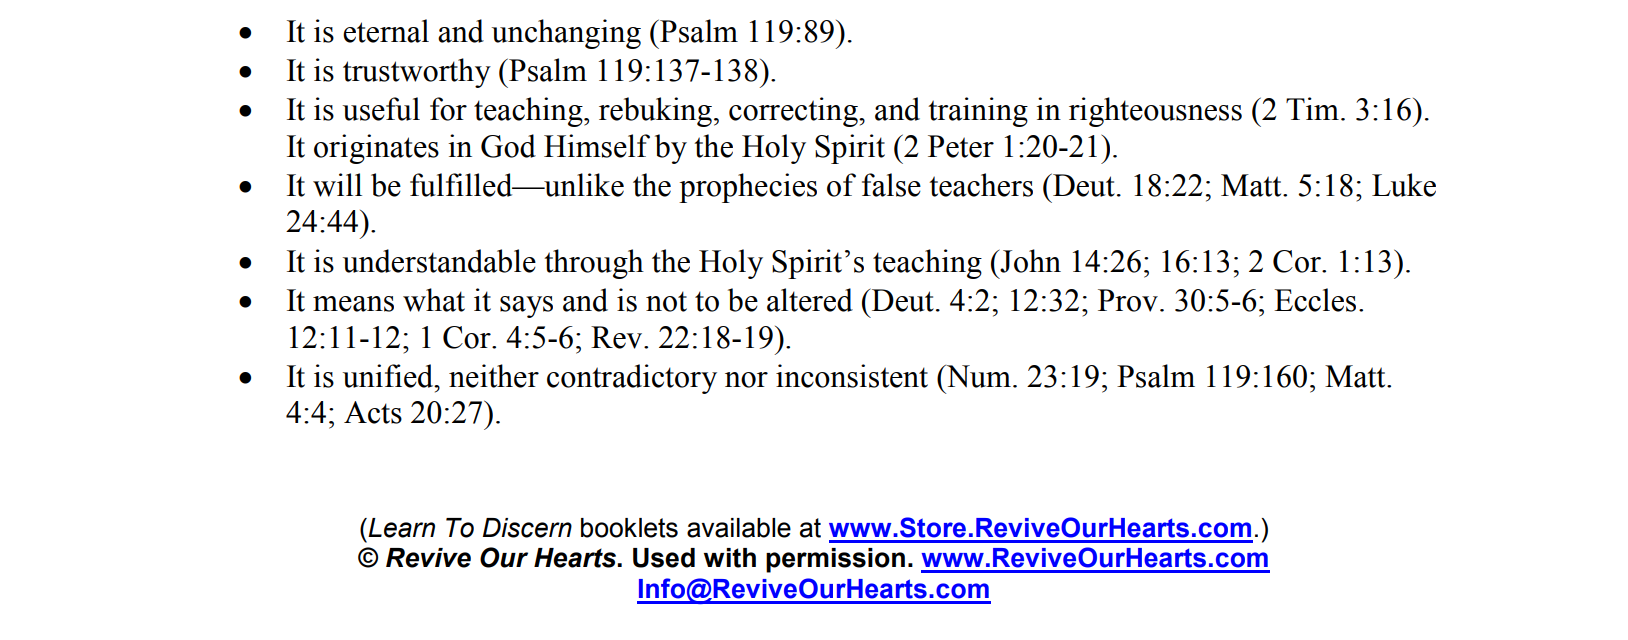 • It is eternal and unchanging (Psalm 119:89).
• It is trustworthy (Psalm 119:137-138).
• It is useful for teaching, rebuking, correcting, and training in righteousness (2 Tim. 3:16).
It originates in God Himself by the Holy Spirit (2 Peter 1:20-21).
• It will be fulfilled—unlike the prophecies of false teachers (Deut. 18:22; Matt. 5:18; Luke
24:44).
• It is understandable through the Holy Spirit’s teaching (John 14:26; 16:13; 2 Cor. 1:13).
• It means what it says and is not to be altered (Deut. 4:2; 12:32; Prov. 30:5-6; Eccles.
12:11-12; 1 Cor. 4:5-6; Rev. 22:18-19).
• It is unified, neither contradictory nor inconsistent (Num. 23:19; Psalm 119:160; Matt.
4:4; Acts 20:27).
(Learn To Discern booklets available at www.Store.ReviveOurHearts.com.)
© Revive Our Hearts. Used with permission. www.ReviveOurHearts.com
Info@ReviveOurHearts.com